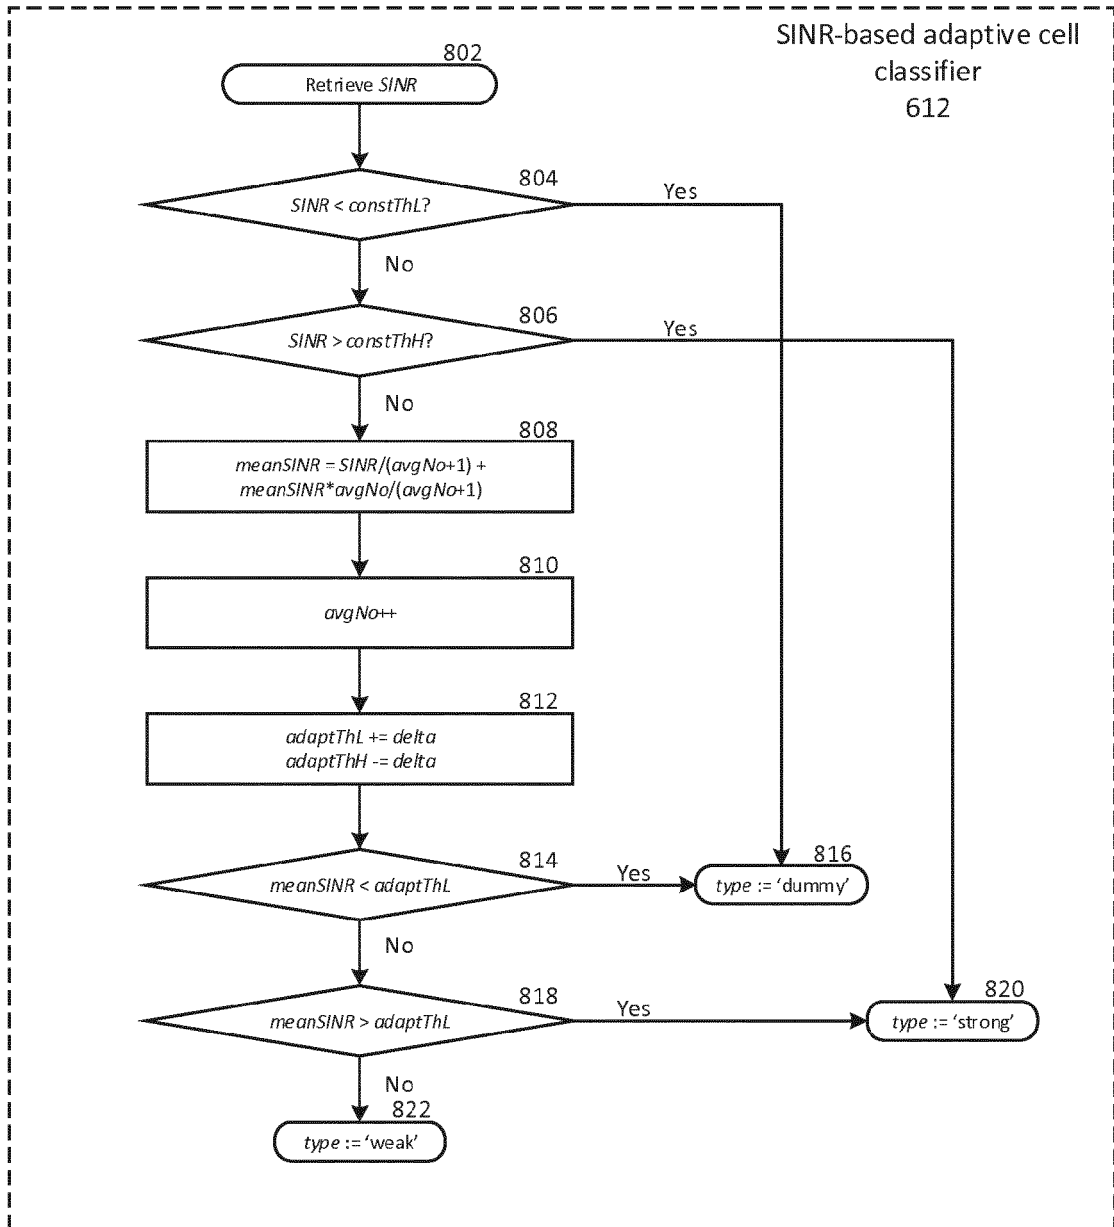 SINR-based adaptive cell
classifier
612
802
Retrieve SINR
804
SINR < constThL?
Yes
No
806
SINR > constThH?
Yes
No
808
meanSINR = SINR/(avgNo+1) +
meanSINR*avgNo/(avgNo+1)
810
avgNo++
812
adaptThL += delta
adaptThH -= delta
814
meanSINR < adaptThL
Yes
816
type := ‘dummy’
No
818
meanSINR > adaptThL
Yes
820
type := ‘strong’
No
822
type := ‘weak’